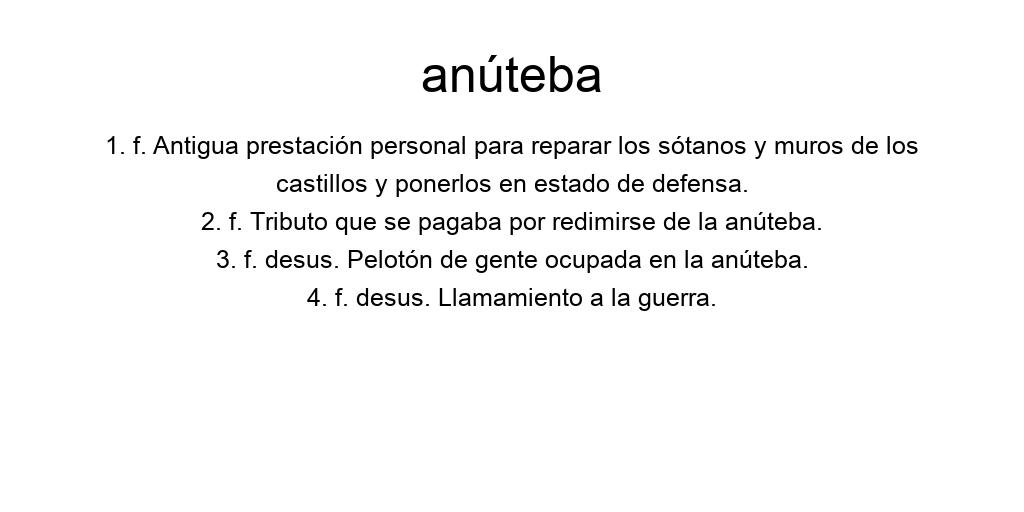 anúteba
1. f. Antigua prestación personal para reparar los sótanos y muros de los
castillos y ponerlos en estado de defensa.
2. f. Tributo que se pagaba por redimirse de la anúteba.
3. f. desus. Pelotón de gente ocupada en la anúteba.
4. f. desus. Llamamiento a la guerra.